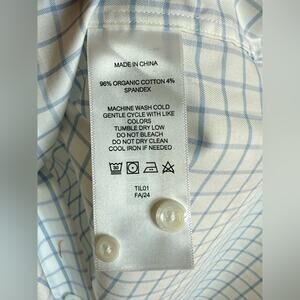 MADE IN CHINA
96% ORGANIC COTTON 4%
SPANDEX
MACHINE WASH COLD
GENTLE CYCLE WITH LIKE
COLORS
TUMBLE DRY LOW
DO NOT BLEACH
DO NOT DRY CLEAN
COOL IRON IF NEEDED
TIL01
FA/24